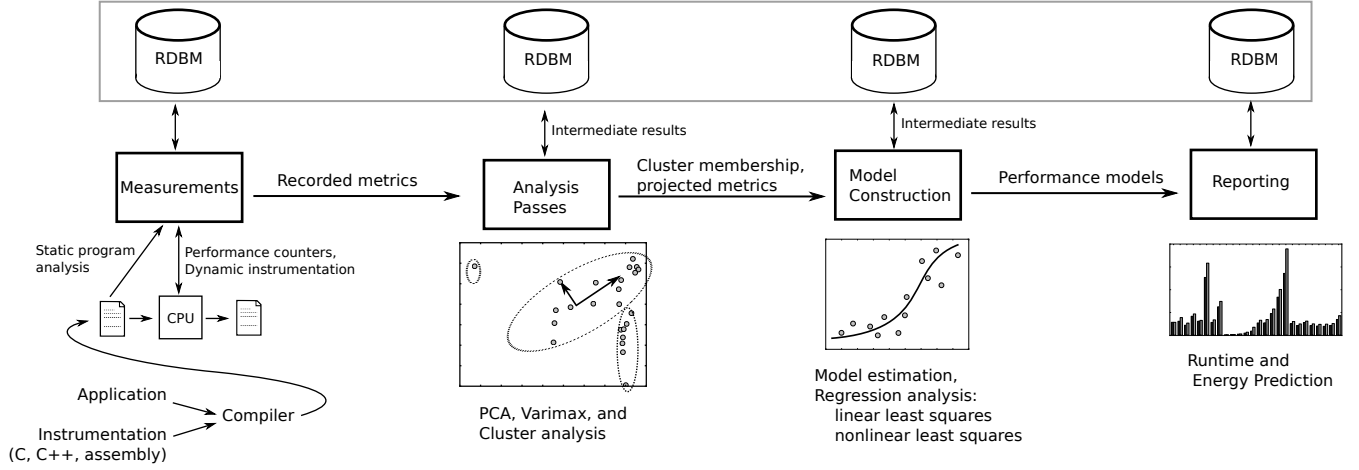 RDBM
RDBM
RDBM
RDBM
Intermediate results
Intermediate results
Measurements
Recorded metrics
Analysis
Passes
Cluster membership,
projected metrics
Model
Construction
Performance models
Reporting
Static program
analysis
Performance counters,
Dynamic instrumentation
CPU
Application
Compiler
Instrumentation
(C, C++, assembly)
PCA, Varimax, and
Cluster analysis
Model estimation,
Regression analysis:
linear least squares
nonlinear least squares
Runtime and
Energy Prediction